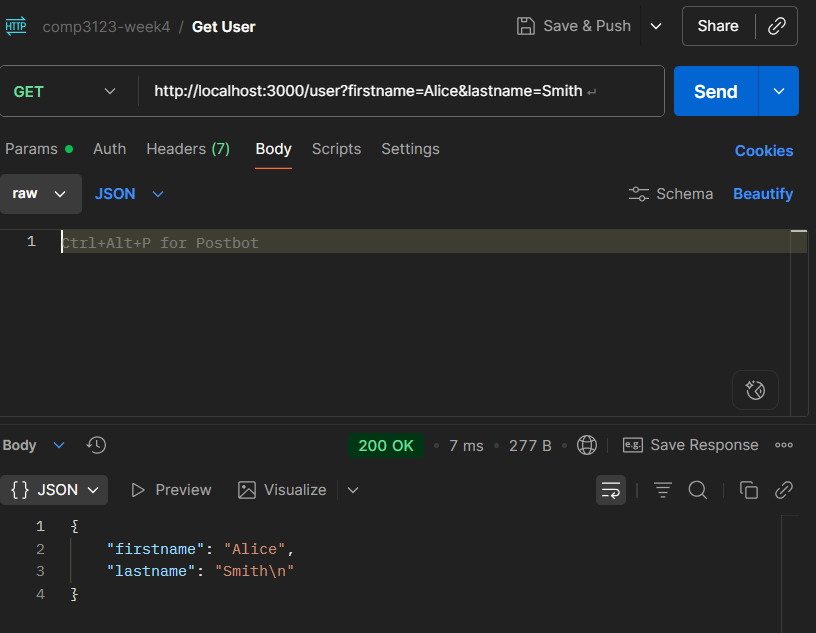 HTTP comp3123-week4 / Get User Save & Push Share
GET http://localhost:3000/user?firstname=Alice&lastname=Smith ↵ Send
Params Auth Headers (7) Body Scripts Settings Cookies
raw JSON Schema Beautify
1 Ctrl+Alt+P for Postbot
Body 200 OK • 7 ms • 277 B • e.g. Save Response
{} JSON Preview Visualize
1 {
2 "firstname": "Alice",
3 "lastname": "Smith\n"
4 }